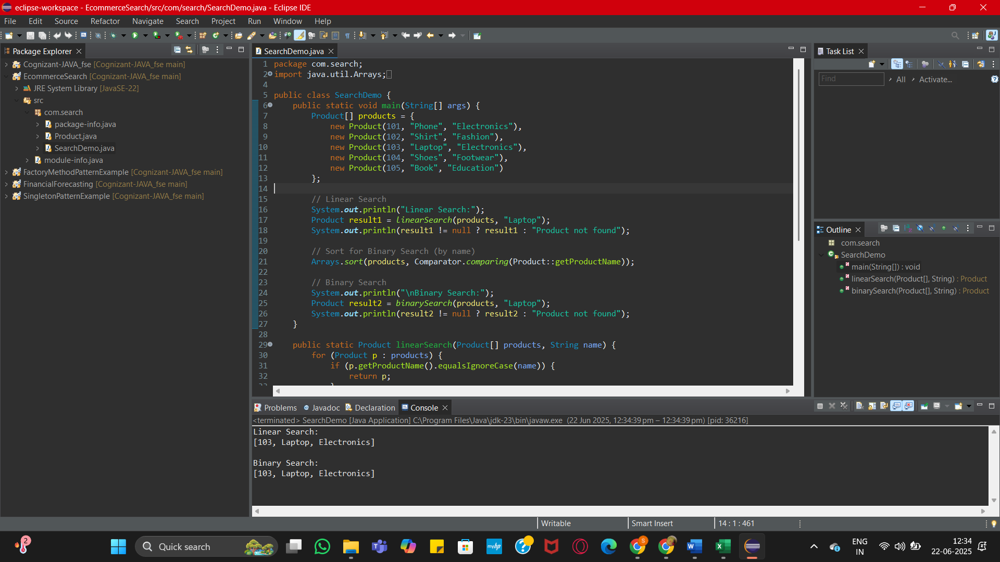 eclipse-workspace - EcommerceSearch/src/com/search/SearchDemo.java - Eclipse IDE
File Edit Source Refactor Navigate Search Project Run Window Help
Package Explorer
Cognizant-JAVA_fse [Cognizant-JAVA_fse main]
EcommerceSearch [Cognizant-JAVA_fse main]
JRE System Library [JavaSE-22]
src
com.search
package-info.java
Product.java
SearchDemo.java
module-info.java
FactoryMethodPatternExample [Cognizant-JAVA_fse main]
FinancialForecasting [Cognizant-JAVA_fse main]
SingletonPatternExample [Cognizant-JAVA_fse main]
SearchDemo.java
1 package com.search;
2 import java.util.Arrays;
4
5 public class SearchDemo {
6     public static void main(String[] args) {
7         Product[] products = {
8             new Product(101, "Phone", "Electronics"),
9             new Product(102, "Shirt", "Fashion"),
10             new Product(103, "Laptop", "Electronics"),
11             new Product(104, "Shoes", "Footwear"),
12             new Product(105, "Book", "Education")
13         };
14
15         // Linear Search
16         System.out.println("Linear Search:");
17         Product result1 = linearSearch(products, "Laptop");
18         System.out.println(result1 != null ? result1 : "Product not found");
19
20         // Sort for Binary Search (by name)
21         Arrays.sort(products, Comparator.comparing(Product::getProductName));
22
23         // Binary Search
24         System.out.println("\nBinary Search:");
25         Product result2 = binarySearch(products, "Laptop");
26         System.out.println(result2 != null ? result2 : "Product not found");
27     }
28
29     public static Product linearSearch(Product[] products, String name) {
30         for (Product p : products) {
31             if (p.getProductName().equalsIgnoreCase(name)) {
32                 return p;
Task List
Find All Activate...
Outline
com.search
SearchDemo
main(String[]) : void
linearSearch(Product[], String) : Product
binarySearch(Product[], String) : Product
Problems Javadoc Declaration Console
<terminated> SearchDemo [Java Application] C:\Program Files\Java\jdk-23\bin\javaw.exe (22 Jun 2025, 12:34:39 pm – 12:34:39 pm) [pid: 36216]
Linear Search:
[103, Laptop, Electronics]
Binary Search:
[103, Laptop, Electronics]
Writable Smart Insert 14 : 1 : 461
2
Quick search
myhp
S
ENG
IN
12:34
22-06-2025